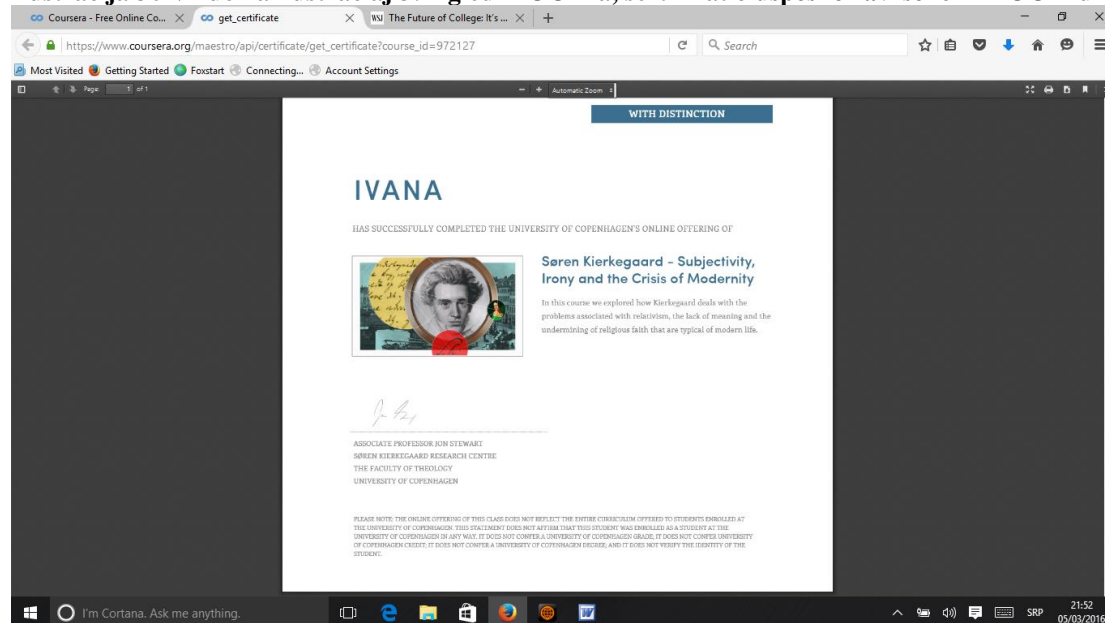 Coursera - Free Online Co...
get_certificate
WSJ The Future of College: It's ...
https://www.coursera.org/maestro/api/certificate/get_certificate?course_id=972127
Search
Most Visited Getting Started Foxstart Connecting... Account Settings
Page: 1 of 1
Automatic Zoom
WITH DISTINCTION
IVANA
HAS SUCCESSFULLY COMPLETED THE UNIVERSITY OF COPENHAGEN'S ONLINE OFFERING OF
Søren Kierkegaard - Subjectivity,
Irony and the Crisis of Modernity
In this course we explored how Kierkegaard deals with the
problems associated with relativism, the lack of meaning and the
undermining of religious faith that are typical of modern life.
ASSOCIATE PROFESSOR JON STEWART
SØREN KIERKEGAARD RESEARCH CENTRE
THE FACULTY OF THEOLOGY
UNIVERSITY OF COPENHAGEN
PLEASE NOTE: THE ONLINE OFFERING OF THIS CLASS DOES NOT REFLECT THE ENTIRE CURRICULUM OFFERED TO STUDENTS ENROLLED AT
THE UNIVERSITY OF COPENHAGEN. THIS STATEMENT DOES NOT AFFIRM THAT THIS STUDENT WAS ENROLLED AS A STUDENT AT THE
UNIVERSITY OF COPENHAGEN IN ANY WAY. IT DOES NOT CONFER A UNIVERSITY OF COPENHAGEN GRADE; IT DOES NOT CONFER UNIVERSITY
OF COPENHAGEN CREDIT; IT DOES NOT CONFER A UNIVERSITY OF COPENHAGEN DEGREE; AND IT DOES NOT VERIFY THE IDENTITY OF THE
STUDENT.
I'm Cortana. Ask me anything.
SRP
21:52
05/03/2016